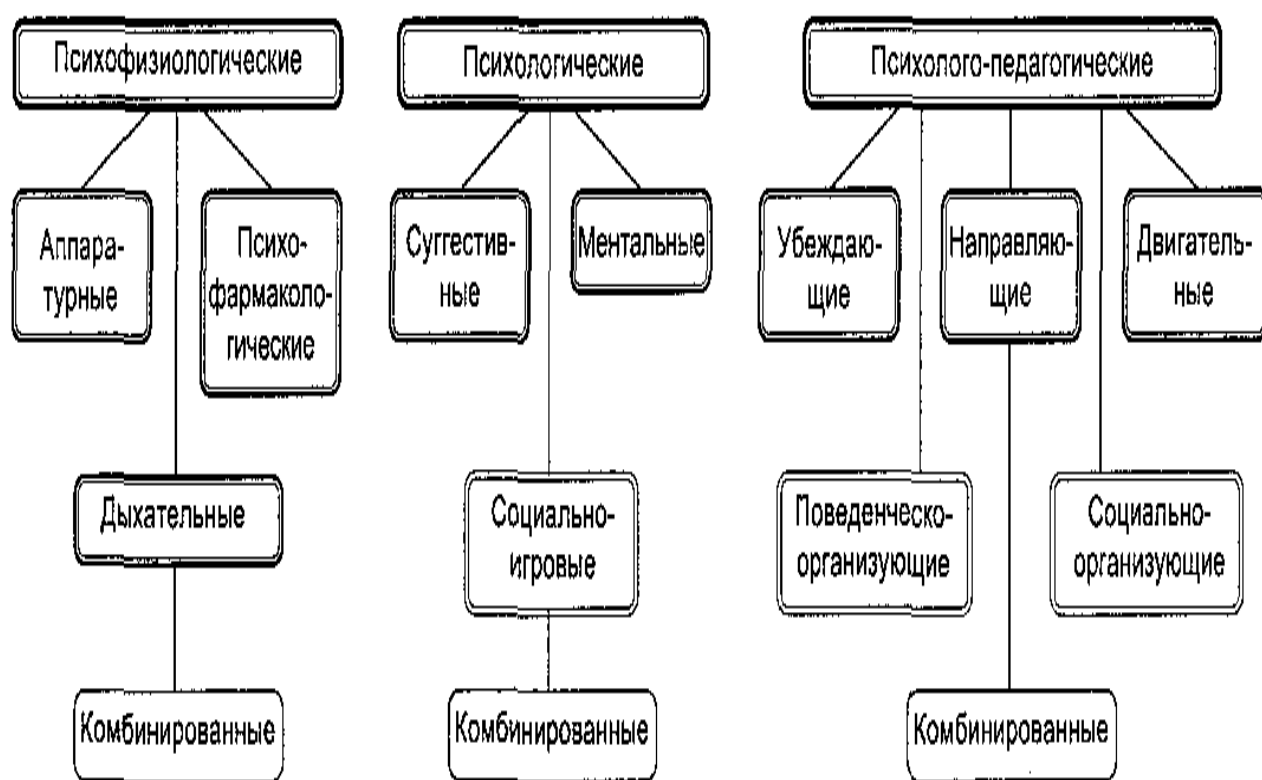 Психофизиологические
Психологические
Психолого-педагогические
Аппара-
турные
Психо-
фармаколо-
гические
Суггестив-
ные
Ментальные
Убеждаю-
щие
Направляю-
щие
Двигатель-
ные
Дыхательные
Социально-
игровые
Поведенческо-
организующие
Социально-
организующие
Комбинированные
Комбинированные
Комбинированные